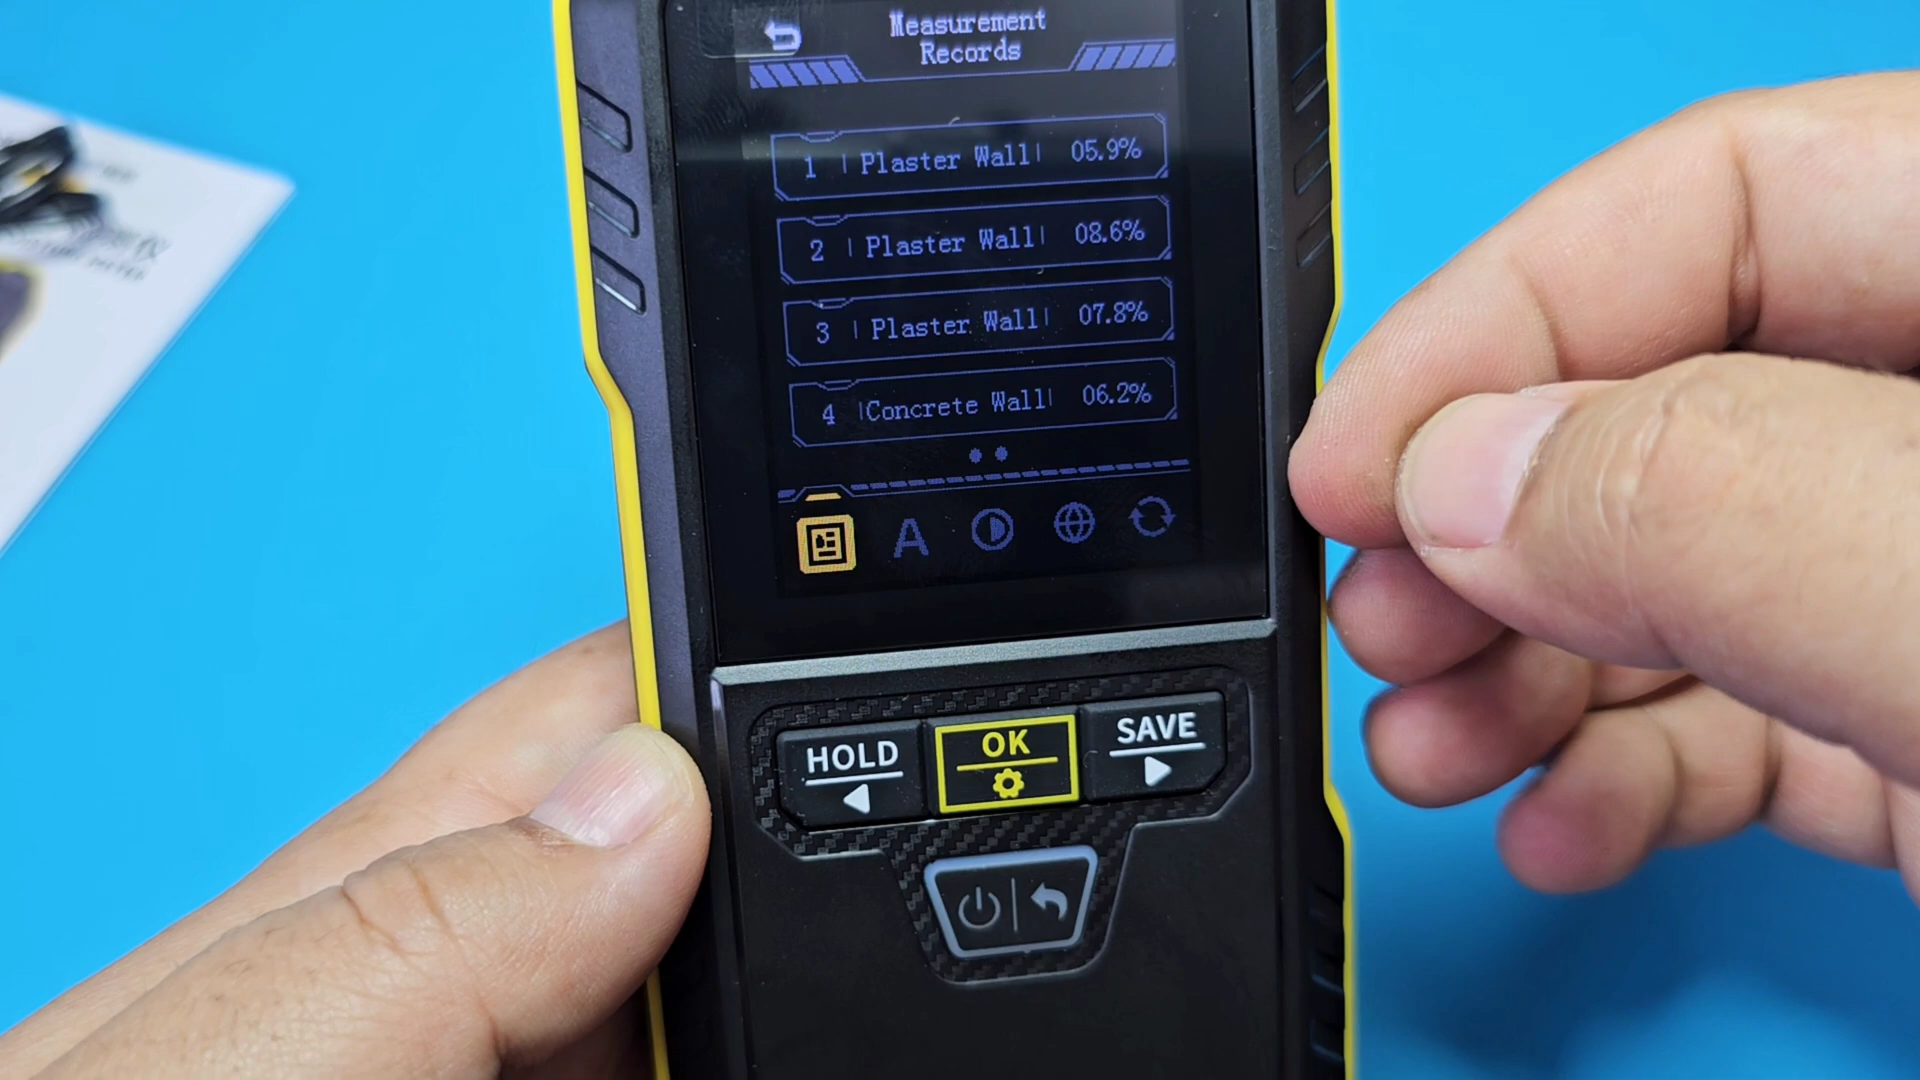 Measurement
Records
1 Plaster Wall 05.9%
2 Plaster Wall 08.6%
3 Plaster Wall 07.8%
4 Concrete Wall 06.2%
A
HOLD
OK
SAVE